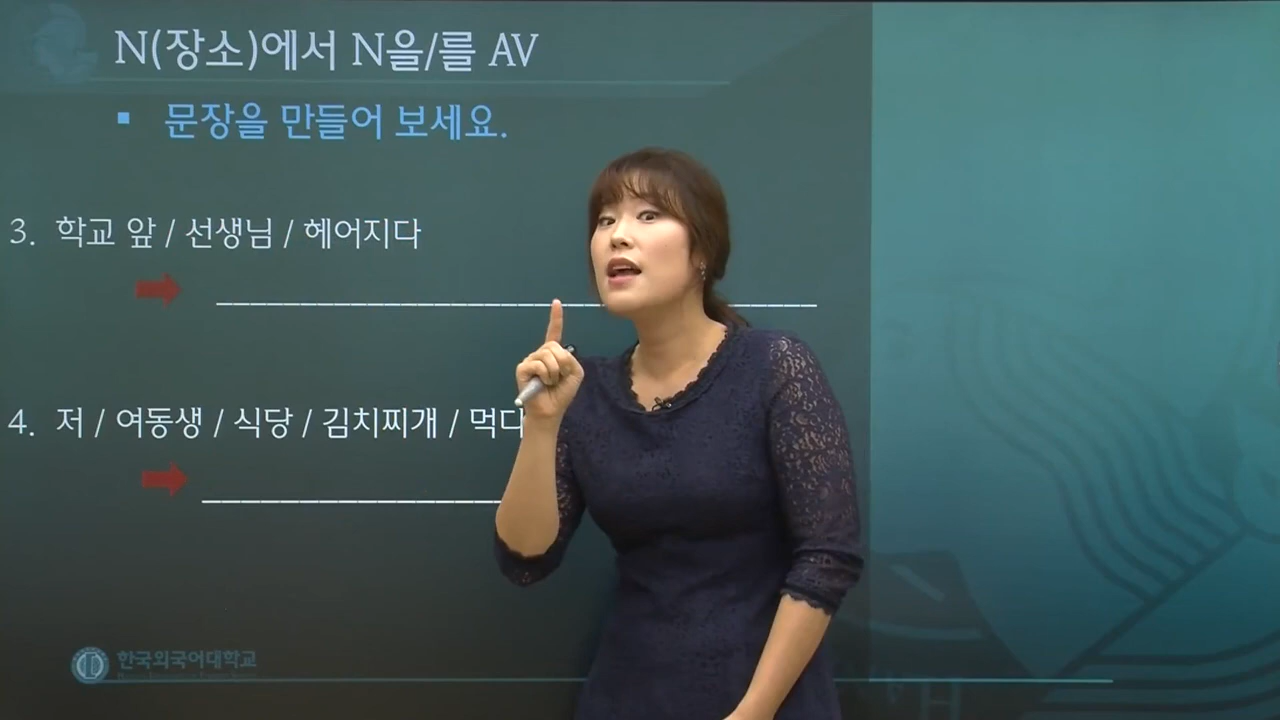 N(장소)에서 N을/를 AV
▪ 문장을 만들어 보세요.
3. 학교 앞 / 선생님 / 헤어지다
4. 저 / 여동생 / 식당 / 김치찌개 / 먹다
한국외국어대학교